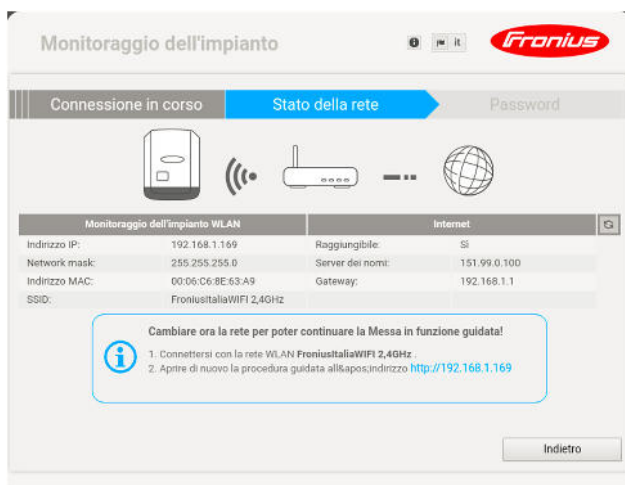 Monitoraggio dell'impianto
it
Fronius
Connessione in corso
Stato della rete
Password
Monitoraggio dell'impianto WLAN
Internet
Indirizzo IP: 192.168.1.169 Raggiungibile: Sì
Network mask: 255.255.255.0 Server dei nomi: 151.99.0.100
Indirizzo MAC: 00:06:C6:8E:63:A9 Gateway: 192.168.1.1
SSID: FroniusItaliaWIFI 2,4GHz
Cambiare ora la rete per poter continuare la Messa in funzione guidata!
1. Connettersi con la rete WLAN FroniusItaliaWIFI 2,4GHz .
2. Aprire di nuovo la procedura guidata all&apos;indirizzo http://192.168.1.169
Indietro